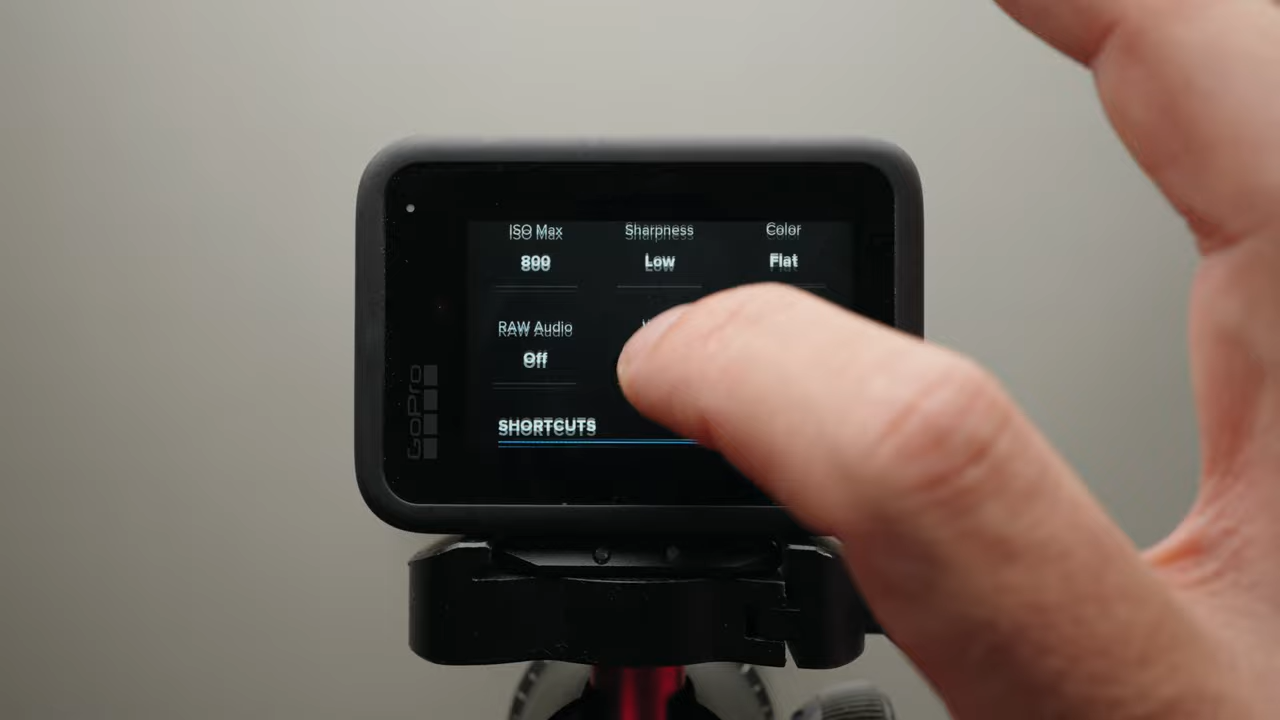 ISO Max Sharpness Color
800 Low Flat
RAW Audio
Off
SHORTCUTS
GoPro